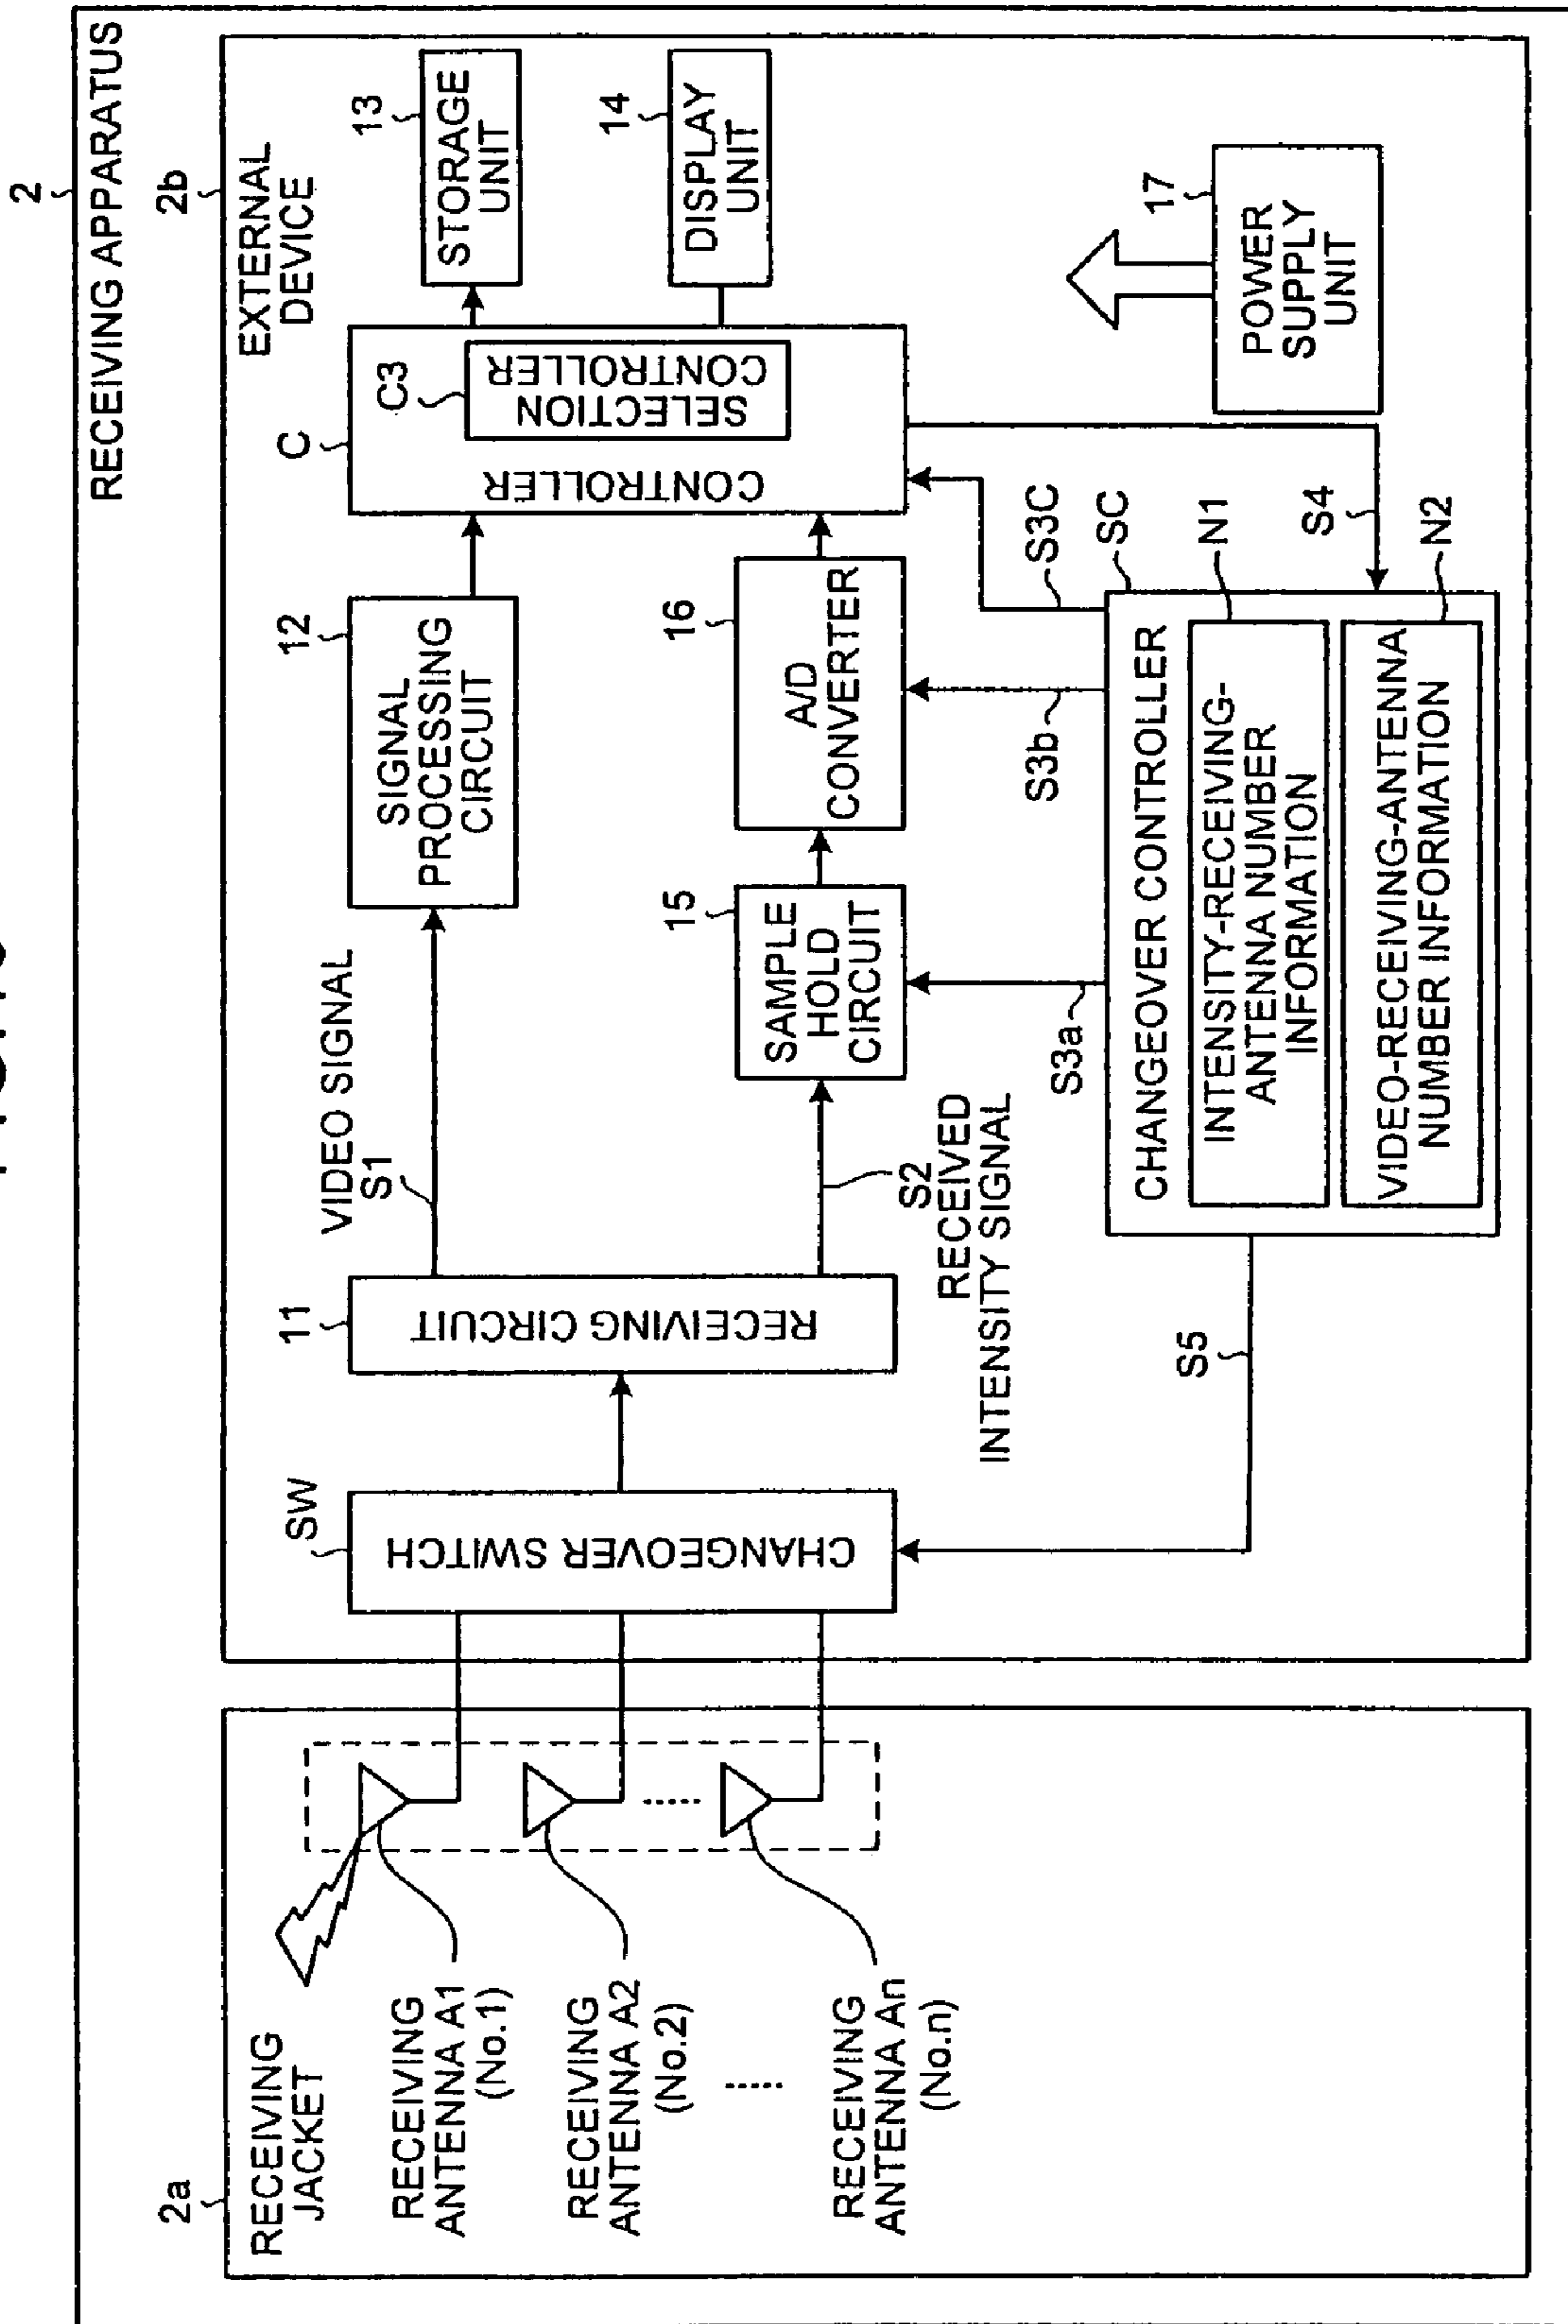 2
RECEIVING APPARATUS
2a
RECEIVING
JACKET
RECEIVING
ANTENNA A1
(No.1)
RECEIVING
ANTENNA A2
(No.2)
RECEIVING
ANTENNA An
(No.n)
2b
EXTERNAL
DEVICE
SW
CHANGEOVER SWITCH
11
RECEIVING CIRCUIT
VIDEO SIGNAL
S1
S2
RECEIVED
INTENSITY SIGNAL
12
SIGNAL
PROCESSING
CIRCUIT
15
SAMPLE
HOLD
CIRCUIT
16
A/D
CONVERTER
C
CONTROLLER
C3
SELECTION
CONTROLLER
13
STORAGE
UNIT
14
DISPLAY
UNIT
17
POWER
SUPPLY
UNIT
S3a
S3b
S3C
SC
N1
S4
N2
S5
CHANGEOVER CONTROLLER
INTENSITY-RECEIVING-
ANTENNA NUMBER
INFORMATION
VIDEO-RECEIVING-ANTENNA
NUMBER INFORMATION